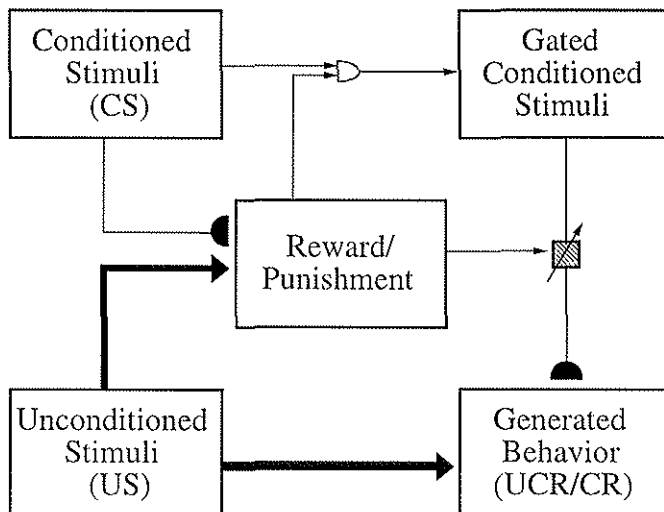 Conditioned
Stimuli
(CS)
Gated
Conditioned
Stimuli
Reward/
Punishment
Unconditioned
Stimuli
(US)
Generated
Behavior
(UCR/CR)